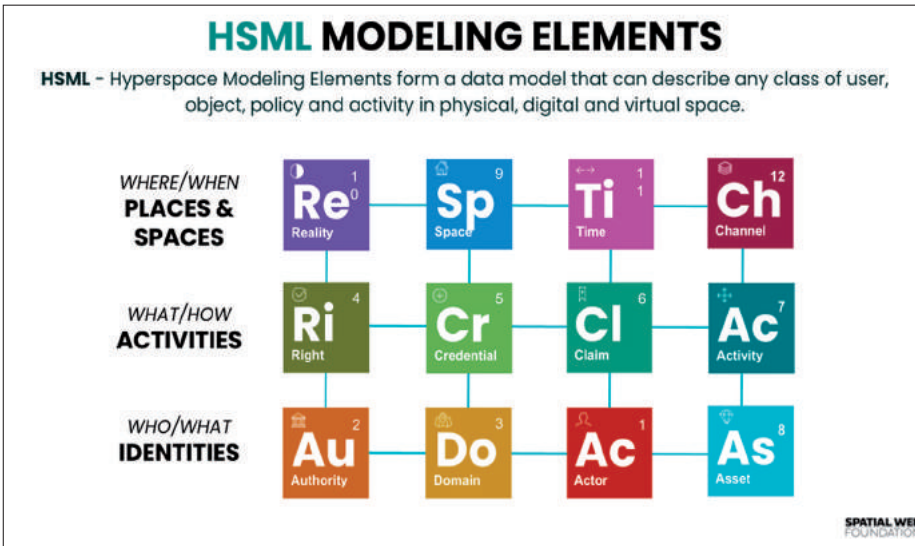 HSML MODELING ELEMENTS
HSML - Hyperspace Modeling Elements form a data model that can describe any class of user,
object, policy and activity in physical, digital and virtual space.
WHERE/WHEN
PLACES &
SPACES
1
0
Re
Reality
9
Sp
Space
1
1
Ti
Time
12
Ch
Channel
WHAT/HOW
ACTIVITIES
4
Ri
Right
5
Cr
Credential
6
Cl
Claim
7
Ac
Activity
WHO/WHAT
IDENTITIES
2
Au
Authority
3
Do
Domain
1
Ac
Actor
8
As
Asset
SPATIAL WEB
FOUNDATION